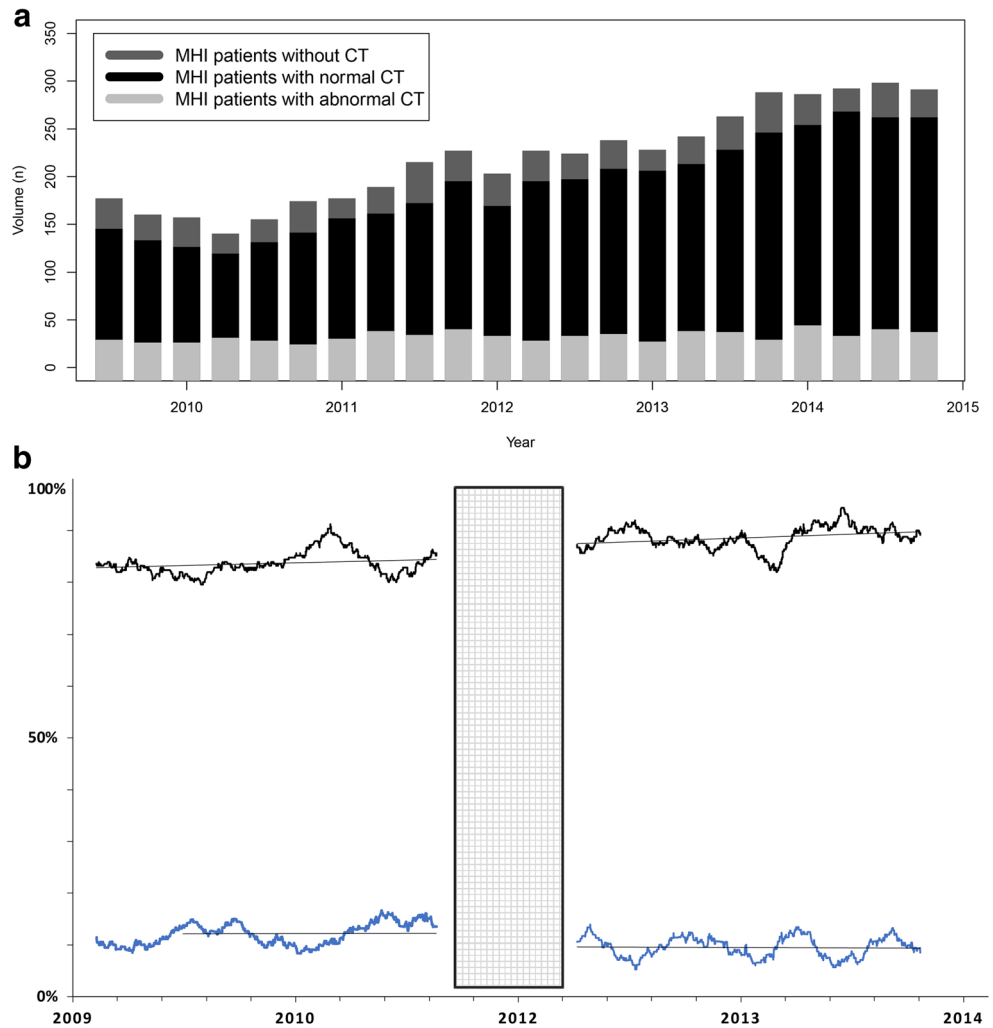 a
MHI patients without CT
MHI patients with normal CT
MHI patients with abnormal CT
Volume (n)
350
300
250
200
150
100
50
0
2010 2011 2012 2013 2014 2015
Year
b
100%
50%
0%
2009 2010 2012 2013 2014